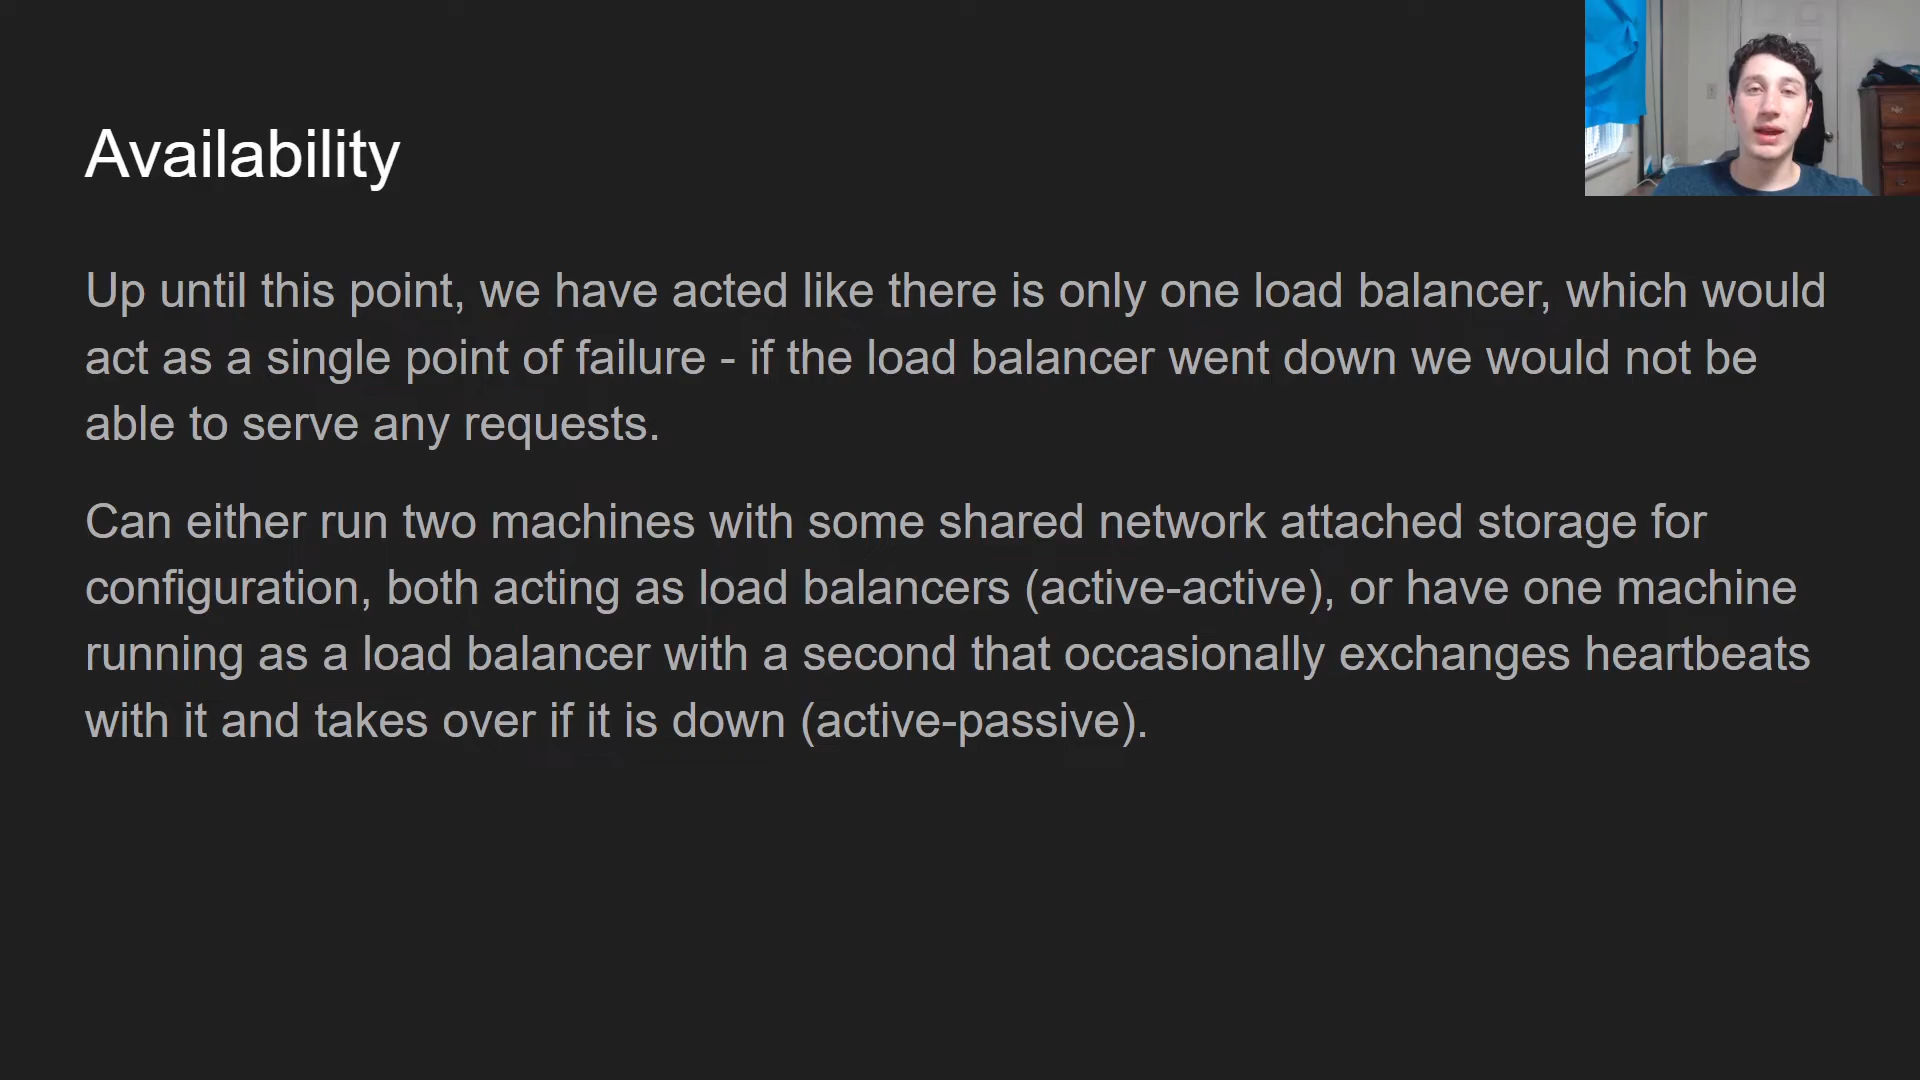 Availability
Up until this point, we have acted like there is only one load balancer, which would
act as a single point of failure - if the load balancer went down we would not be
able to serve any requests.
Can either run two machines with some shared network attached storage for
configuration, both acting as load balancers (active-active), or have one machine
running as a load balancer with a second that occasionally exchanges heartbeats
with it and takes over if it is down (active-passive).